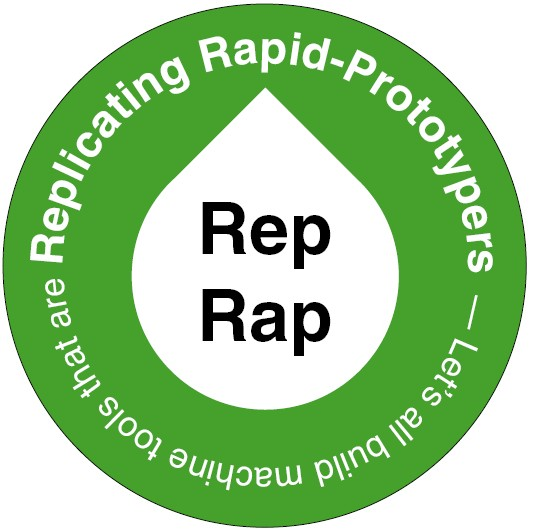 Replicating Rapid-Prototypers — Let's all build machine tools that are
Rep
Rap